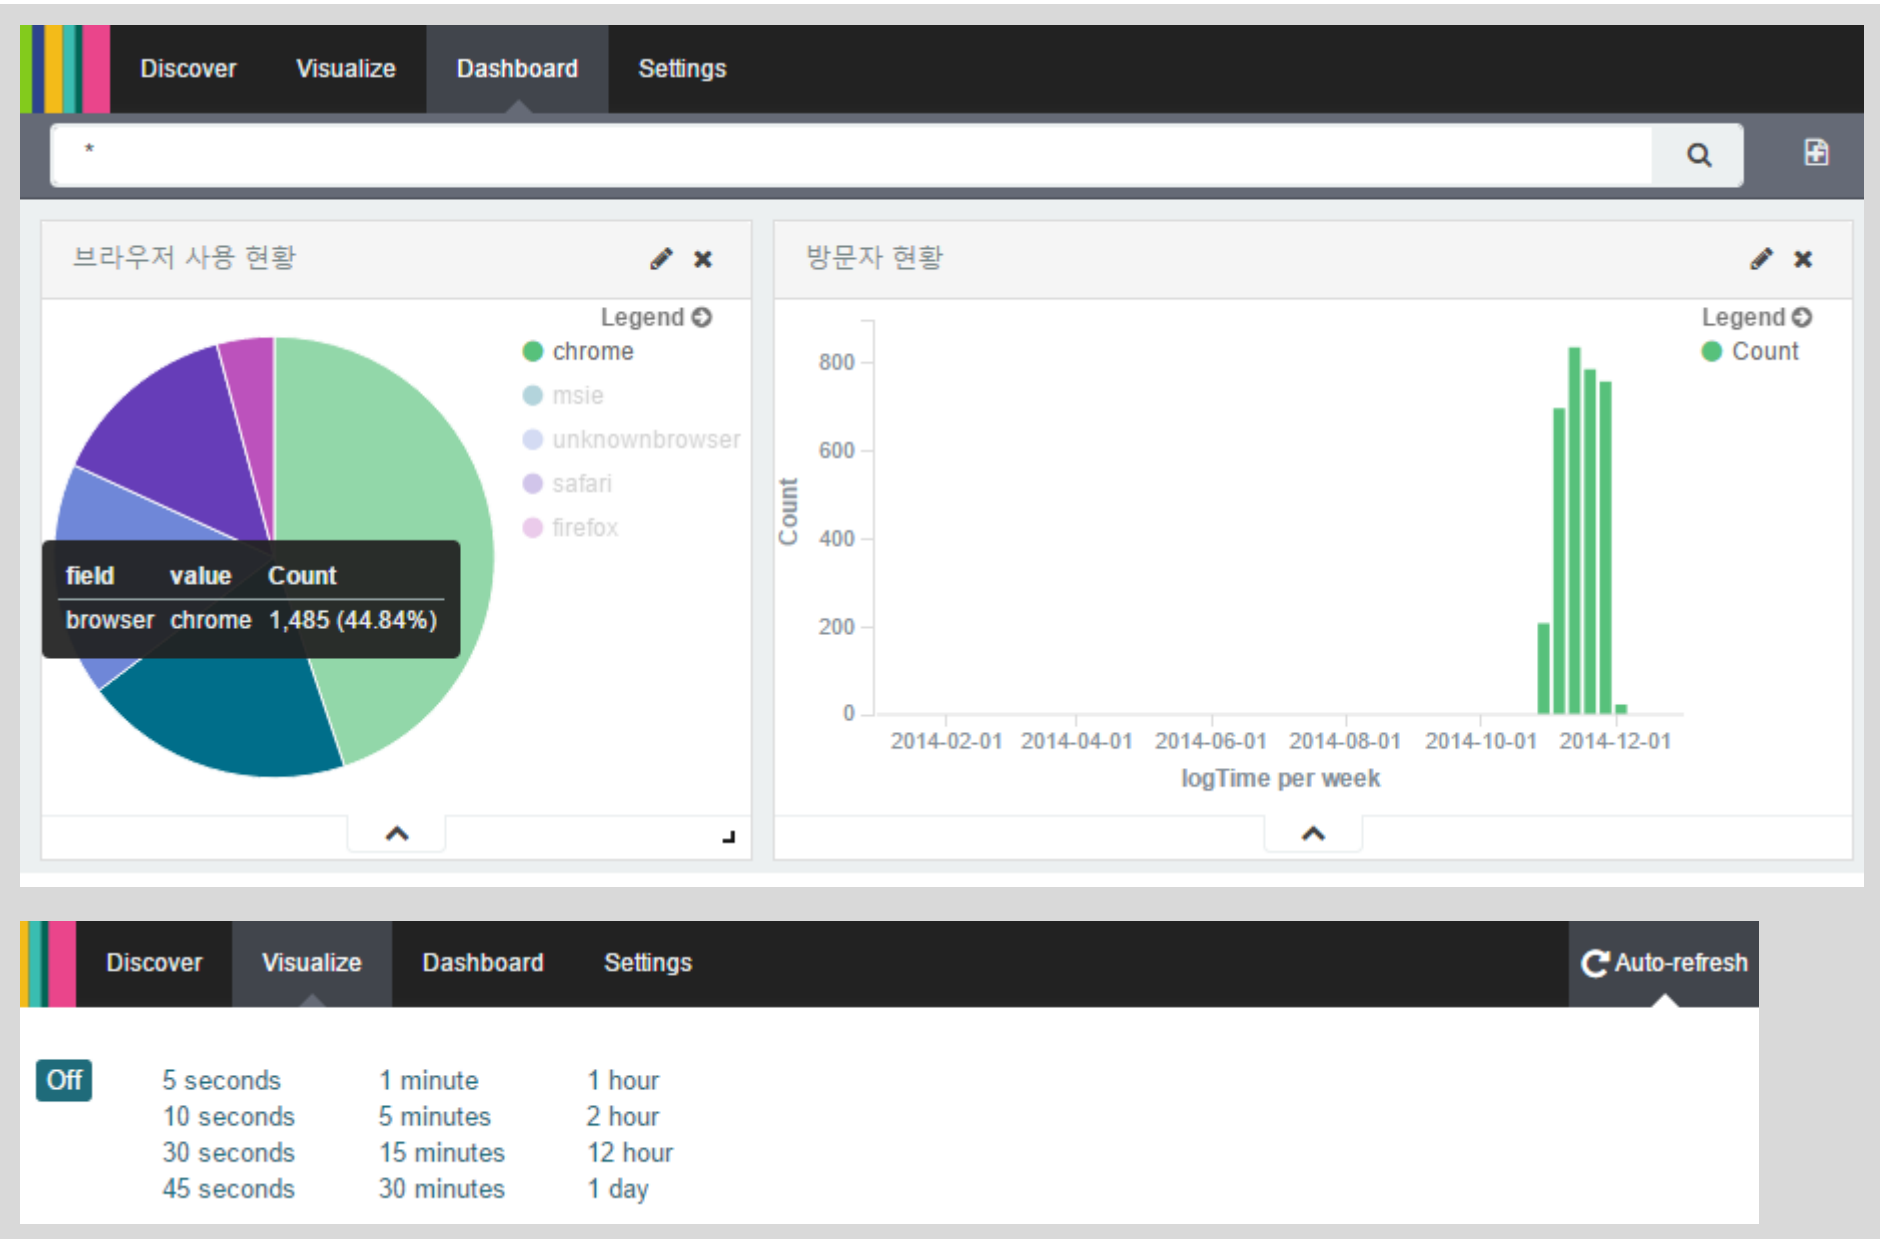 Discover Visualize Dashboard Settings
*
브라우저 사용 현황
Legend
chrome
msie
unknownbrowser
safari
firefox
field value Count
browser chrome 1,485 (44.84%)
방문자 현황
Legend
Count
800
600
400
200
0
Count
2014-02-01 2014-04-01 2014-06-01 2014-08-01 2014-10-01 2014-12-01
logTime per week
Discover Visualize Dashboard Settings Auto-refresh
Off 5 seconds 1 minute 1 hour
10 seconds 5 minutes 2 hour
30 seconds 15 minutes 12 hour
45 seconds 30 minutes 1 day